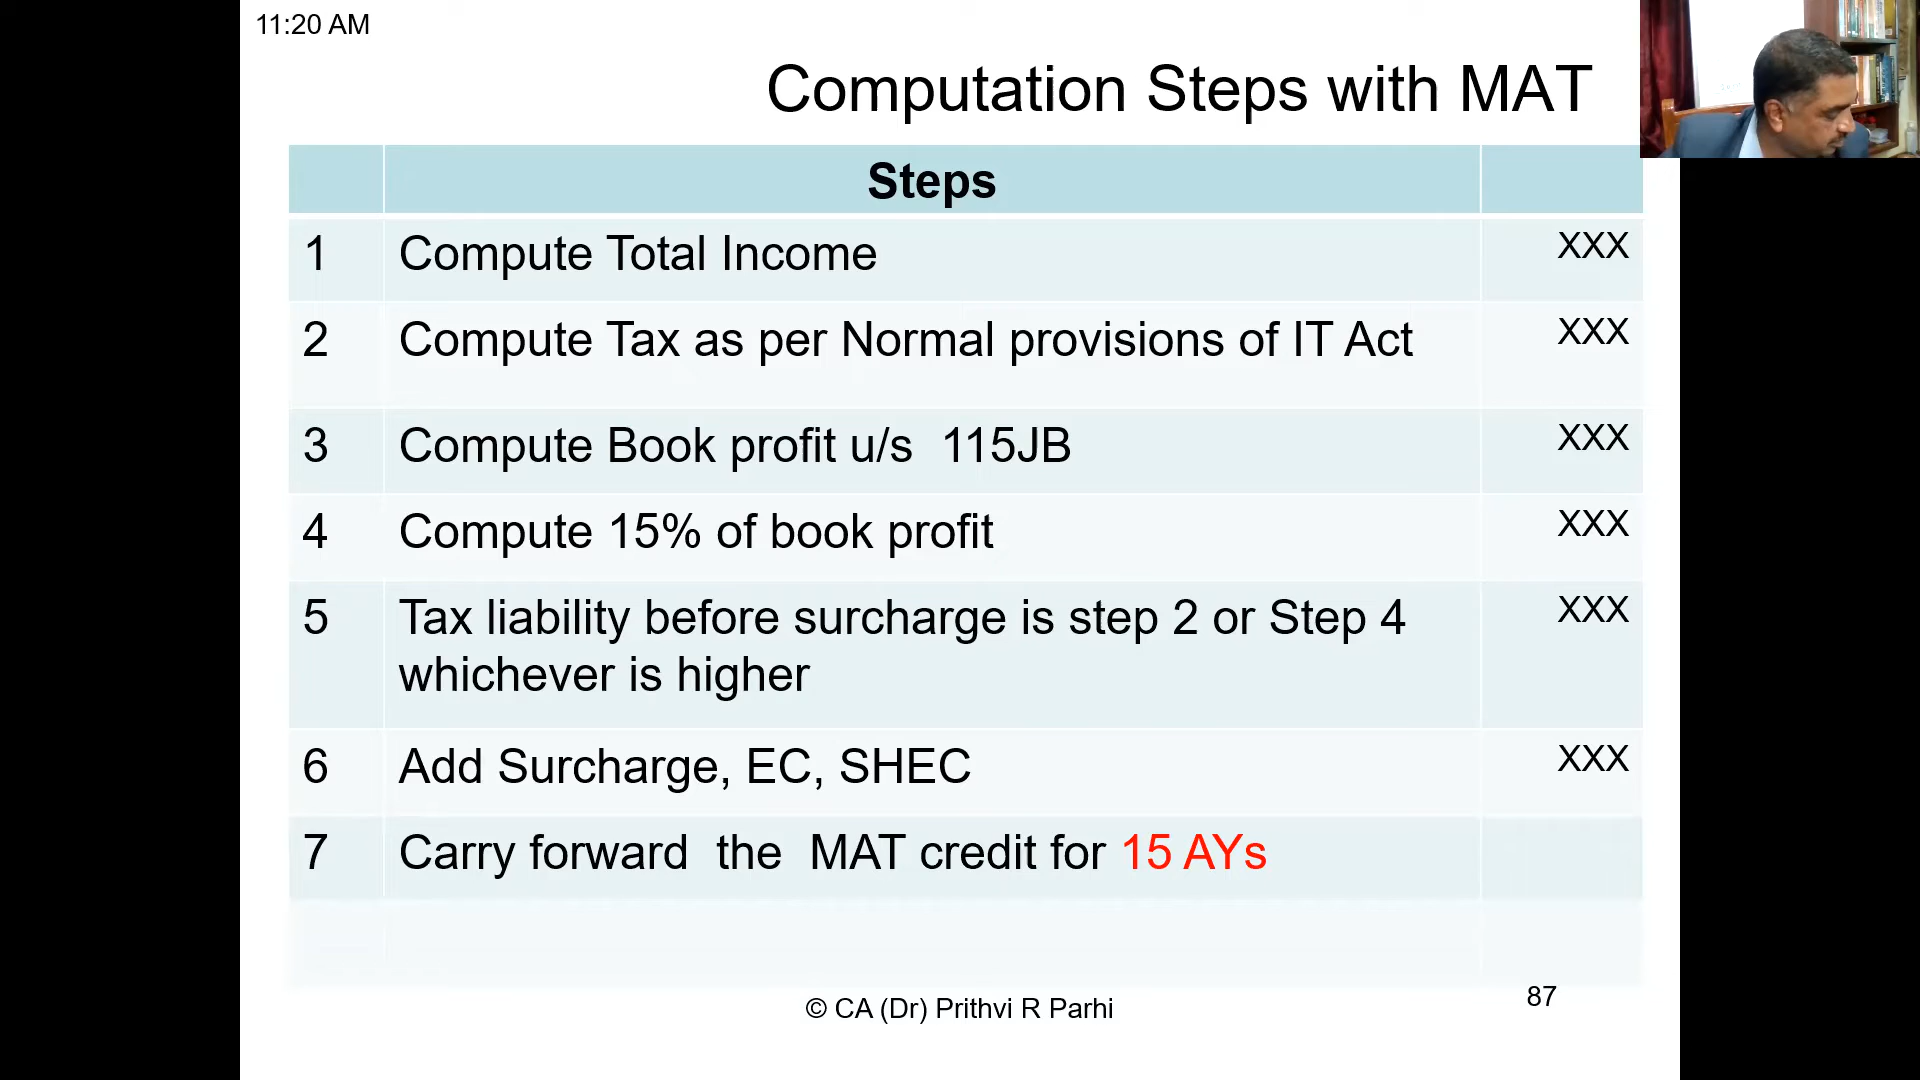 11:20 AM
Computation Steps with MAT
Steps
1 Compute Total Income XXX
2 Compute Tax as per Normal provisions of IT Act XXX
3 Compute Book profit u/s 115JB XXX
4 Compute 15% of book profit XXX
5 Tax liability before surcharge is step 2 or Step 4 XXX
whichever is higher
6 Add Surcharge, EC, SHEC XXX
7 Carry forward the MAT credit for 15 AYs
© CA (Dr) Prithvi R Parhi
87